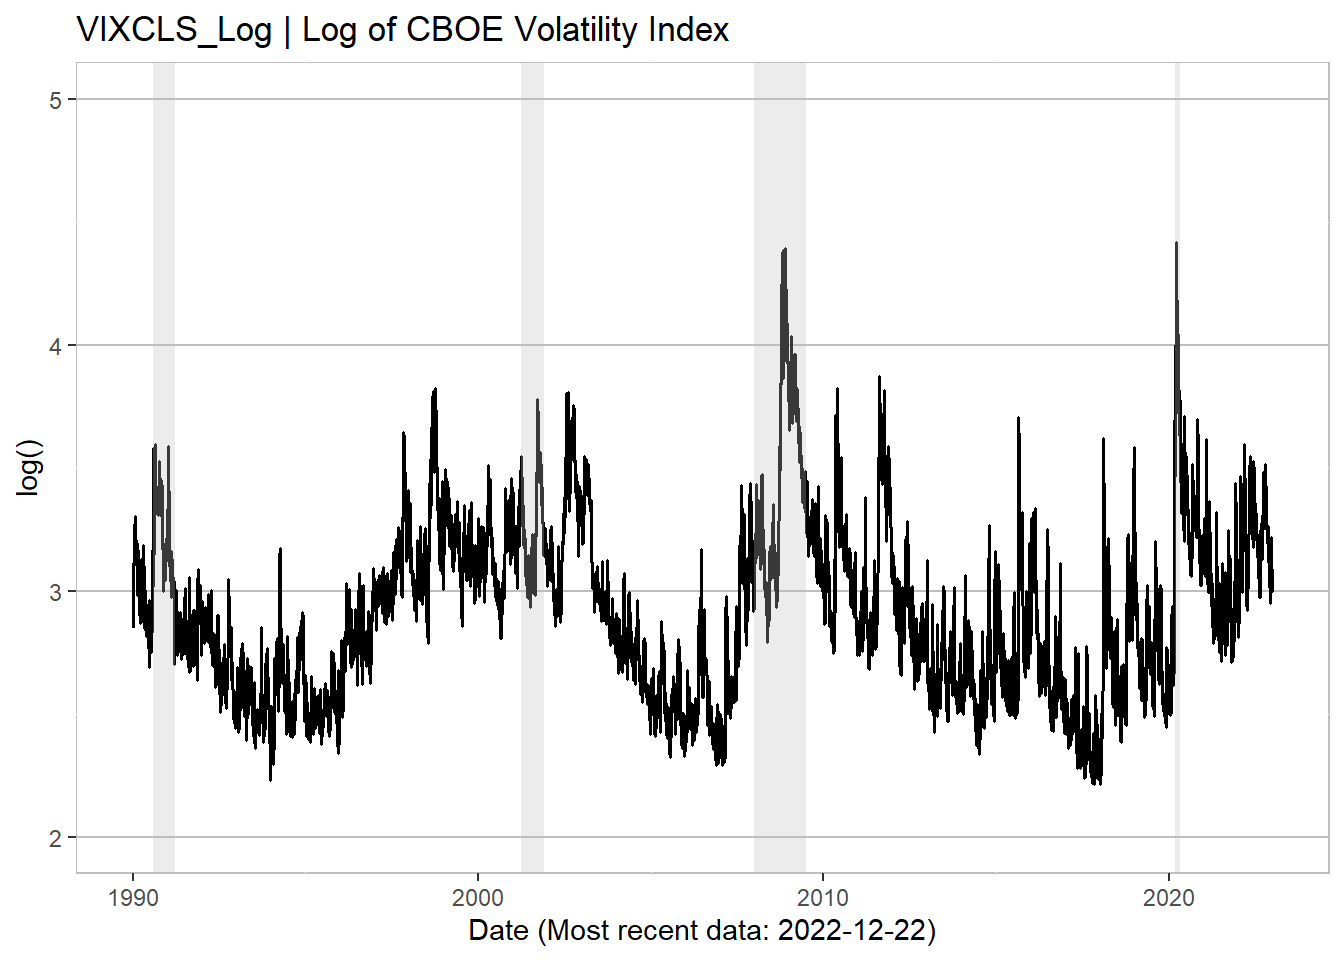 VIXCLS_Log | Log of CBOE Volatility Index
5
4
3
2
log()
1990 2000 2010 2020
Date (Most recent data: 2022-12-22)